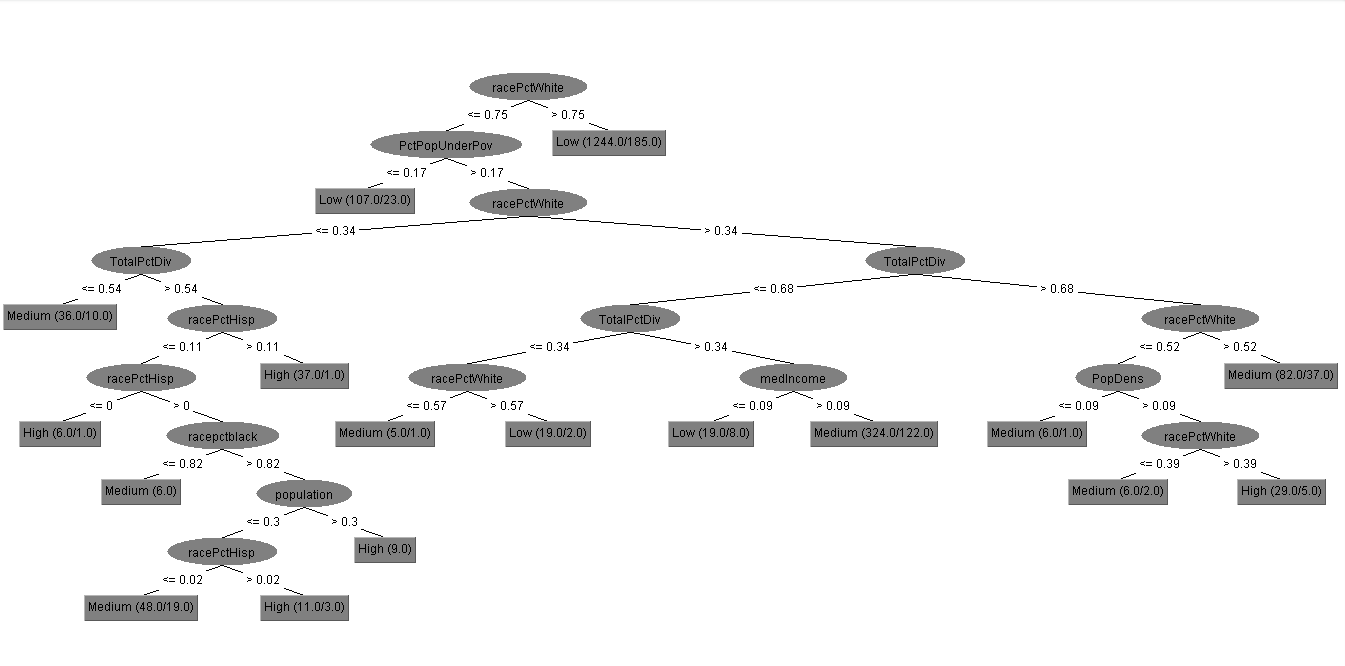 racePctWhite
<= 0.75 > 0.75
PctPopUnderPov Low (1244.0/185.0)
<= 0.17 > 0.17
Low (107.0/23.0) racePctWhite
<= 0.34 > 0.34
TotalPctDiv TotalPctDiv
<= 0.54 > 0.54 <= 0.68 > 0.68
Medium (36.0/10.0) racePctHisp TotalPctDiv racePctWhite
<= 0.11 > 0.11 <= 0.34 > 0.34 <= 0.52 > 0.52
racePctHisp High (37.0/1.0) racePctWhite medIncome PopDens Medium (82.0/37.0)
<= 0 > 0 <= 0.57 > 0.57 <= 0.09 > 0.09 <= 0.09 > 0.09
High (6.0/1.0) racepctblack Medium (5.0/1.0) Low (19.0/2.0) Low (19.0/8.0) Medium (324.0/122.0) Medium (6.0/1.0) racePctWhite
<= 0.82 > 0.82 <= 0.39 > 0.39
Medium (6.0) population Medium (6.0/2.0) High (29.0/5.0)
<= 0.3 > 0.3
racePctHisp High (9.0)
<= 0.02 > 0.02
Medium (48.0/19.0) High (11.0/3.0)